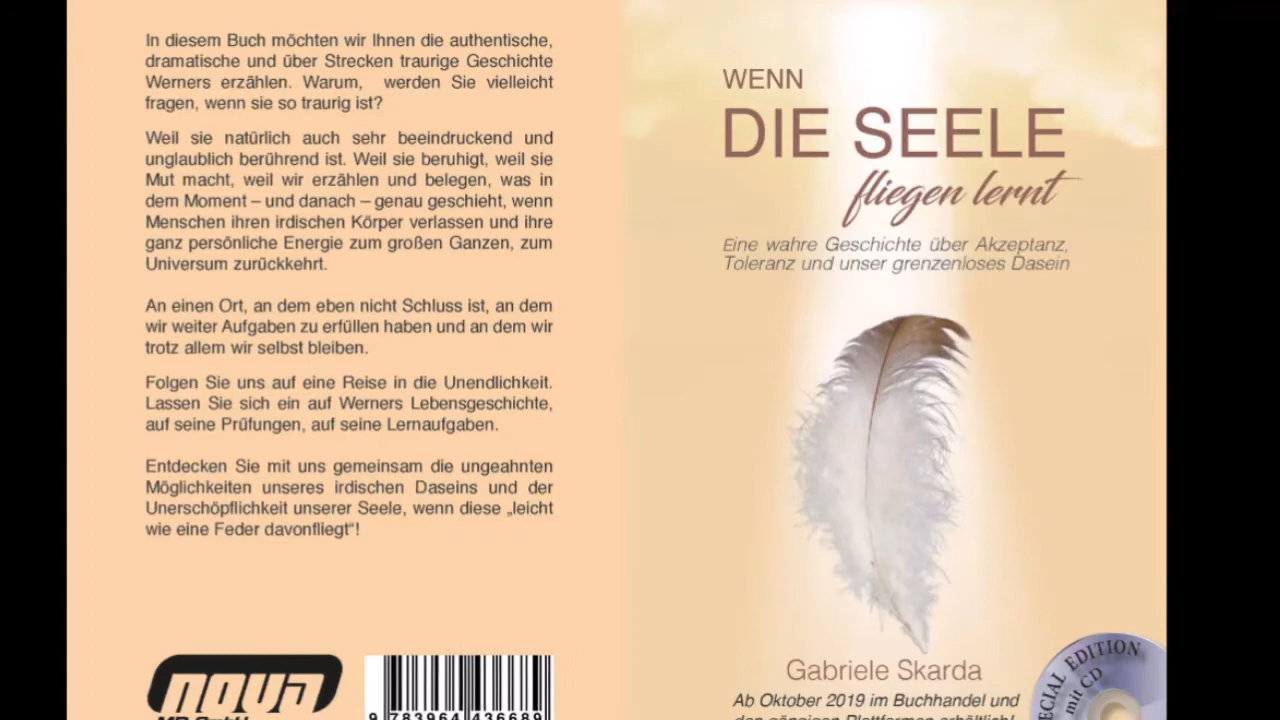 In diesem Buch möchten wir Ihnen die authentische,
dramatische und über Strecken traurige Geschichte
Werners erzählen. Warum, werden Sie vielleicht
fragen, wenn sie so traurig ist?
Weil sie natürlich auch sehr beeindruckend und
unglaublich berührend ist. Weil sie beruhigt, weil sie
Mut macht, weil wir erzählen und belegen, was in
dem Moment – und danach – genau geschieht, wenn
Menschen ihren irdischen Körper verlassen und ihre
ganz persönliche Energie zum großen Ganzen, zum
Universum zurückkehrt.
An einen Ort, an dem eben nicht Schluss ist, an dem
wir weiter Aufgaben zu erfüllen haben und an dem wir
trotz allem wir selbst bleiben.
Folgen Sie uns auf eine Reise in die Unendlichkeit.
Lassen Sie sich ein auf Werners Lebensgeschichte,
auf seine Prüfungen, auf seine Lernaufgaben.
Entdecken Sie mit uns gemeinsam die ungeahnten
Möglichkeiten unseres irdischen Daseins und der
Unerschöpflichkeit unserer Seele, wenn diese „leicht
wie eine Feder davonfliegt“!
nova
MD GmbH
9 783964 436689
WENN
DIE SEELE
fliegen lernt
Eine wahre Geschichte über Akzeptanz,
Toleranz und unser grenzenloses Dasein
Gabriele Skarda
Ab Oktober 2019 im Buchhandel und
den gängigen Plattformen erhältlich!
EDITION
mit CD